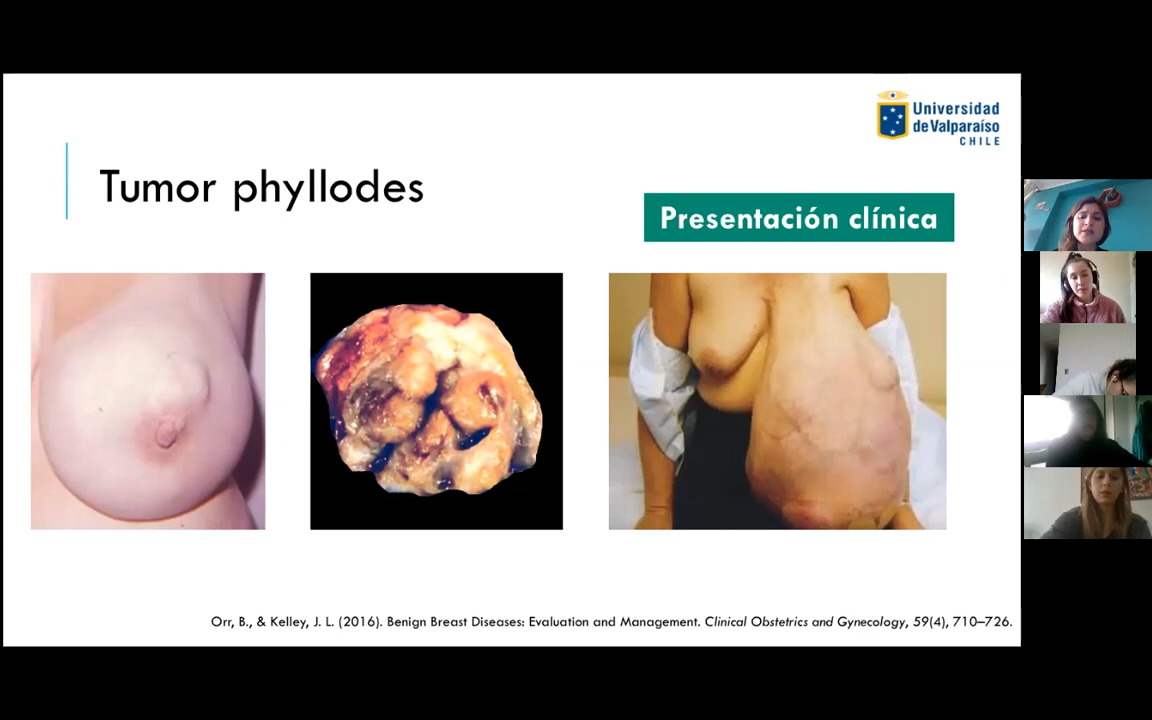 Universidad
de Valparaíso
CHILE
Tumor phyllodes
Presentación clínica
Orr, B., & Kelley, J. L. (2016). Benign Breast Diseases: Evaluation and Management. Clinical Obstetrics and Gynecology, 59(4), 710–726.